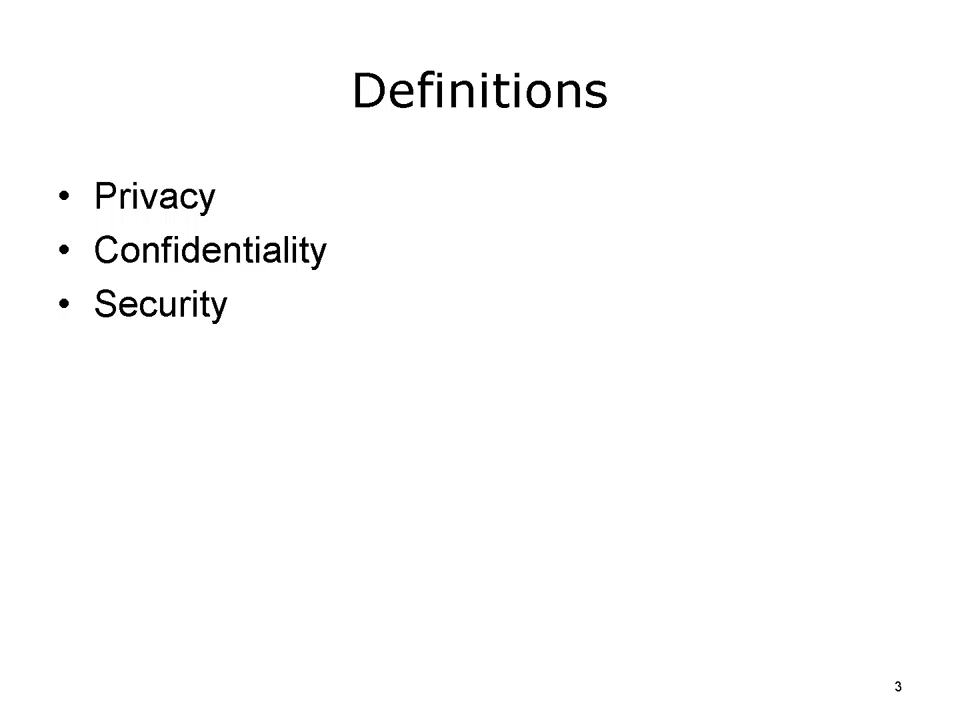 Definitions
• Privacy
• Confidentiality
• Security
3